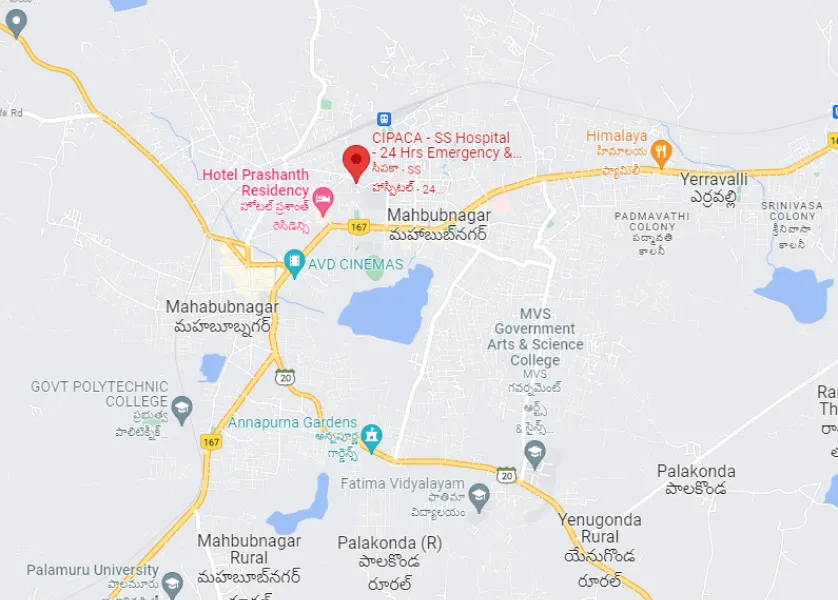 fa Rd
CIPACA - SS Hospital
- 24 Hrs Emergency &...
సీపకా - SS
హాస్పిటల్ - 24...
Himalaya
హిమాలయ
ఫ్యామిలీ
Hotel Prashanth
Residency
హోటల్ ప్రశాంత్
రెసిడెన్సి
167
Mahbubnagar
మహాబుబ్‌నగర్
Yerravalli
ఎర్రవల్లి
16
PADMAVATHI
COLONY
పద్మావతి
కాలనీ
SRINIVASA
COLONY
శ్రీనివాసా
కాలనీ
AVD CINEMAS
Mahabubnagar
మహబూబ్నగర్
MVS
Government
Arts & Science
College
MVS
గవర్నమెంట్
ఆర్ట్స్
& సైన్స్...
20
GOVT POLYTECHNIC
COLLEGE
ప్రభుత్వ
పాలిటెక్నిక్...
Annapurna Gardens
అన్నపూర్ణ
గార్డెన్స్
167
Ran
Th
రా
Fatima Vidyalayam
ఫాతిమా
విద్యాలయం
20
Palakonda
పాలకొండ
Yenugonda
Rural
యేనుగొండ
రూరల్
Mahbubnagar
Rural
మహబూబ్‌నగర్
Palakonda (R)
పాలకొండ
రూరల్
Palamuru University
పాలమూరు